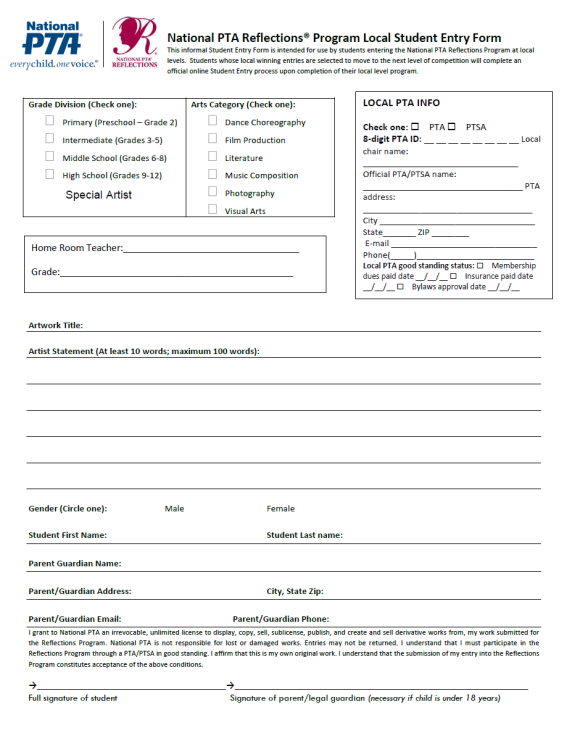 National
PTA®
everychild.onevoice.®
NATIONAL PTA®
REFLECTIONS
National PTA Reflections® Program Local Student Entry Form
This informal Student Entry Form is intended for use by students entering the National PTA Reflections Program at local
levels. Students whose local winning entries are selected to move to the next level of competition will complete an
official online Student Entry process upon completion of their local level program.
Grade Division (Check one):
☐ Primary (Preschool – Grade 2)
☐ Intermediate (Grades 3-5)
☐ Middle School (Grades 6-8)
☐ High School (Grades 9-12)
Special Artist
Arts Category (Check one):
☐ Dance Choreography
☐ Film Production
☐ Literature
☐ Music Composition
☐ Photography
☐ Visual Arts
LOCAL PTA INFO
Check one: ☐ PTA ☐ PTSA
8-digit PTA ID: __ __ __ __ __ __ __ __ Local
chair name:
Official PTA/PTSA name:
PTA
address:
City
State_______ ZIP ________
E-mail
Phone(_____)
Local PTA good standing status: ☐ Membership
dues paid date __/__/__ ☐ Insurance paid date
__/__/__ ☐ Bylaws approval date __/__/__
Home Room Teacher:
Grade:
Artwork Title:
Artist Statement (At least 10 words; maximum 100 words):
Gender (Circle one): Male Female
Student First Name: Student Last name:
Parent Guardian Name:
Parent/Guardian Address: City, State Zip:
Parent/Guardian Email: Parent/Guardian Phone:
I grant to National PTA an irrevocable, unlimited license to display, copy, sell, sublicense, publish, and create and sell derivative works from, my work submitted for
the Reflections Program. National PTA is not responsible for lost or damaged works. Entries may not be returned. I understand that I must participate in the
Reflections Program through a PTA/PTSA in good standing. I affirm that this is my own original work. I understand that the submission of my entry into the Reflections
Program constitutes acceptance of the above conditions.
→ →
Full signature of student Signature of parent/legal guardian (necessary if child is under 18 years)